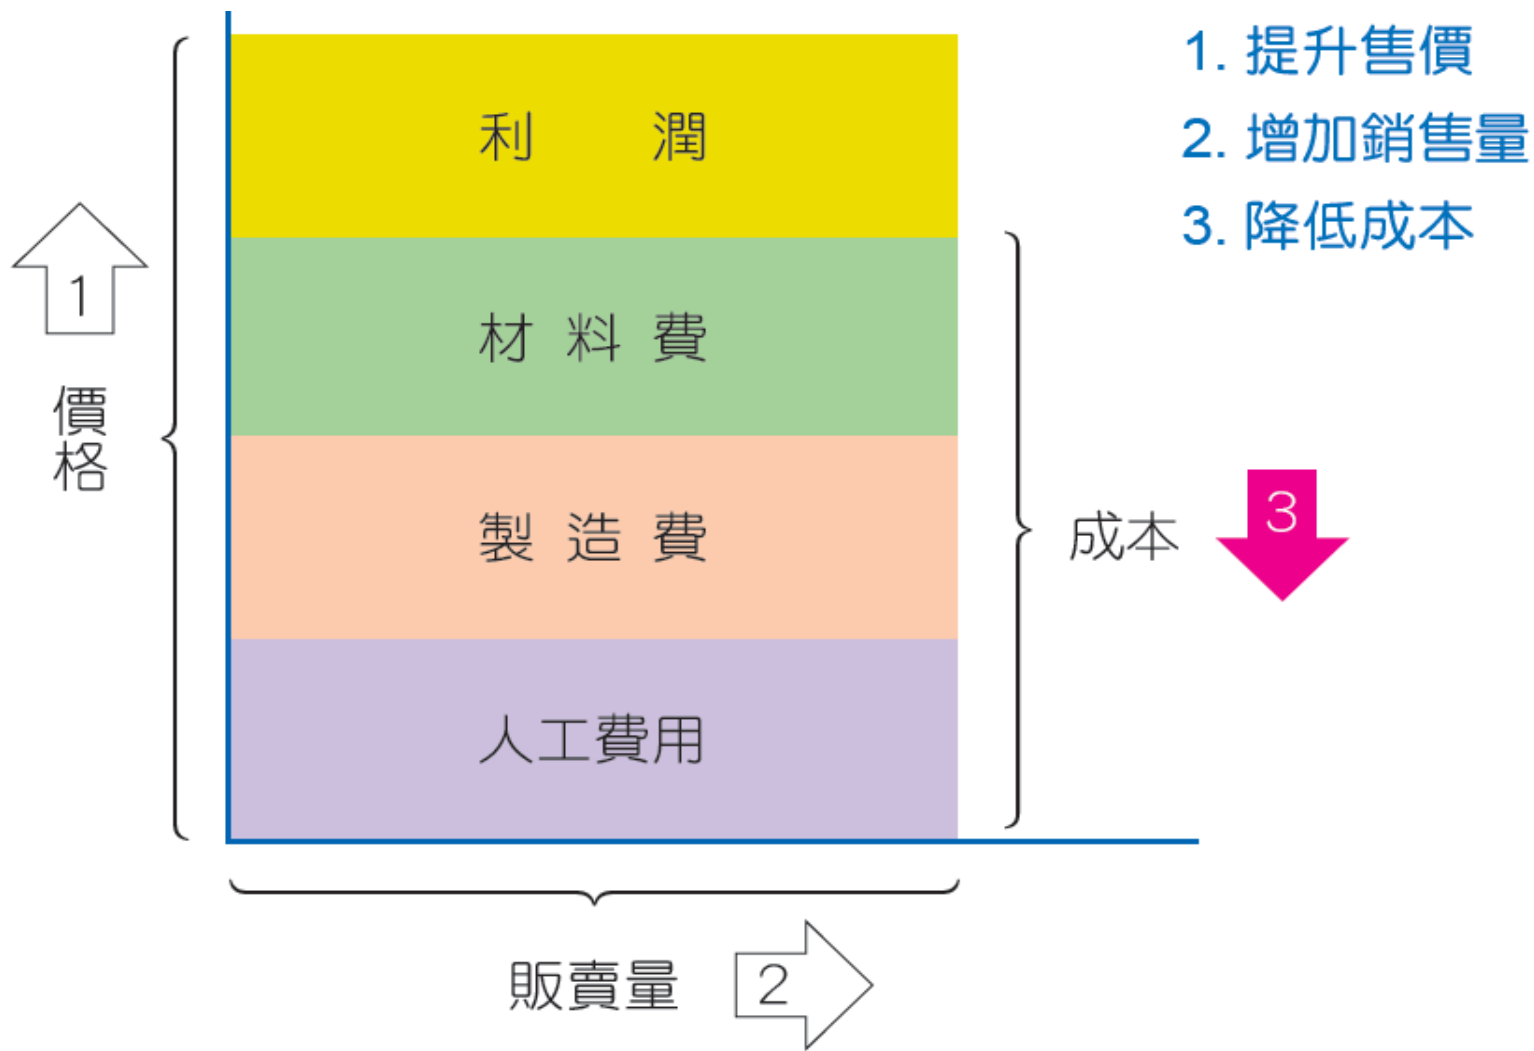 1. 提升售價
2. 增加銷售量
3. 降低成本
利潤
材料費
製造費
人工費用
1
價格
成本
3
販賣量
2